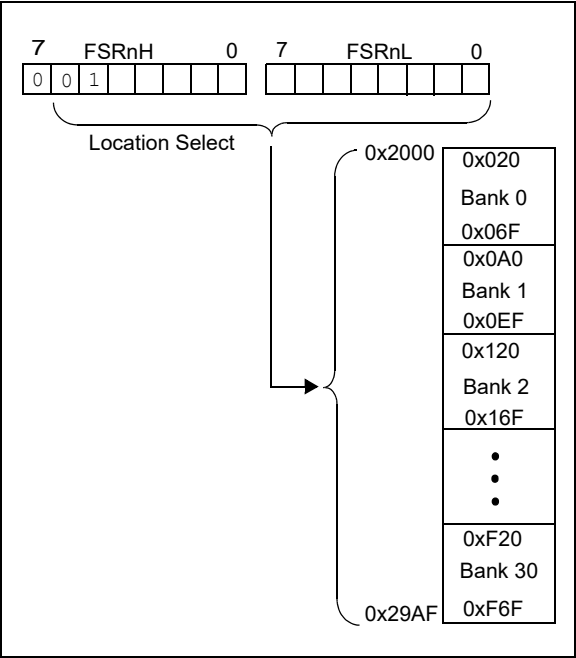 7 FSRnH 0 7 FSRnL 0
0 0 1
Location Select
0x2000 0x020
Bank 0
0x06F
0x0A0
Bank 1
0x0EF
0x120
Bank 2
0x16F
0xF20
Bank 30
0x29AF 0xF6F